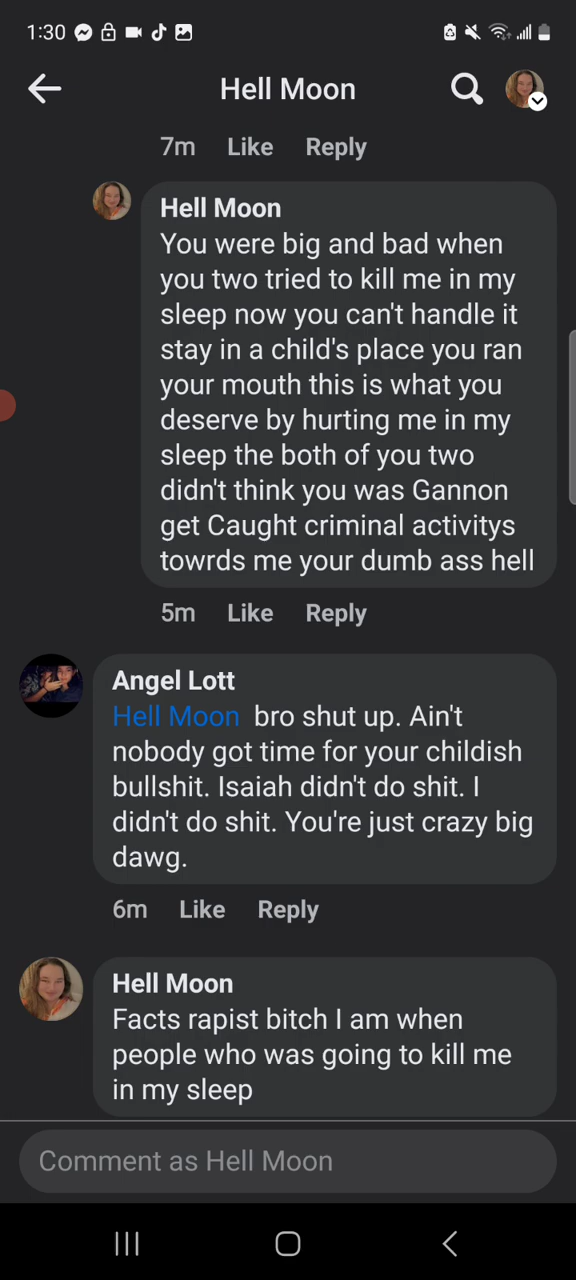 1:30
Hell Moon
7m Like Reply
Hell Moon
You were big and bad when
you two tried to kill me in my
sleep now you can't handle it
stay in a child's place you ran
your mouth this is what you
deserve by hurting me in my
sleep the both of you two
didn't think you was Gannon
get Caught criminal activitys
towrds me your dumb ass hell
5m Like Reply
Angel Lott
Hell Moon bro shut up. Ain't
nobody got time for your childish
bullshit. Isaiah didn't do shit. I
didn't do shit. You're just crazy big
dawg.
6m Like Reply
Hell Moon
Facts rapist bitch I am when
people who was going to kill me
in my sleep
Comment as Hell Moon